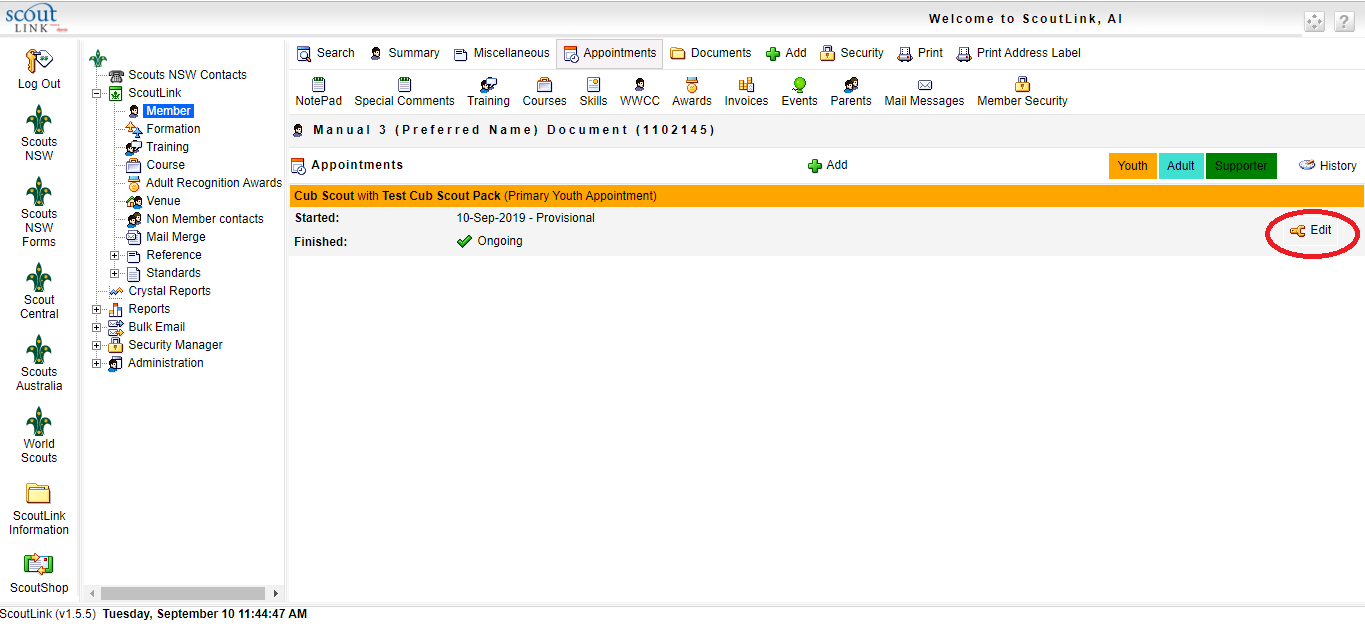 scout
LINK
Welcome to ScoutLink, Al
?
Log Out
Scouts
NSW
Scouts
NSW
Forms
Scout
Central
Scouts
Australia
World
Scouts
ScoutLink
Information
ScoutShop
Scouts NSW Contacts
ScoutLink
Member
Formation
Training
Course
Adult Recognition Awards
Venue
Non Member contacts
Mail Merge
Reference
Standards
Crystal Reports
Reports
Bulk Email
Security Manager
Administration
Search Summary Miscellaneous Appointments Documents Add Security Print Print Address Label
NotePad Special Comments Training Courses Skills WWCC Awards Invoices Events Parents Mail Messages Member Security
Manual 3 (Preferred Name) Document (1102145)
Appointments Add Youth Adult Supporter History
Cub Scout with Test Cub Scout Pack (Primary Youth Appointment)
Started: 10-Sep-2019 - Provisional
Edit
Finished: Ongoing
ScoutLink (v1.5.5) Tuesday, September 10 11:44:47 AM